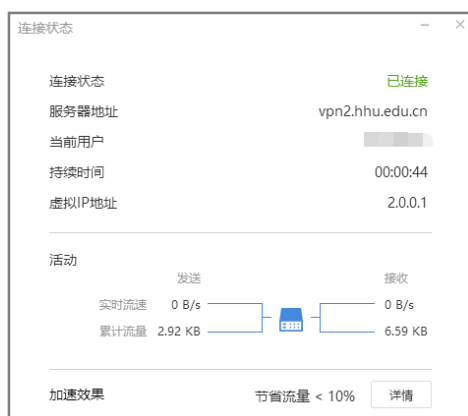 连接状态
连接状态 已连接
服务器地址 vpn2.hhu.edu.cn
当前用户
持续时间 00:00:44
虚拟IP地址 2.0.0.1
活动
发送 接收
实时流速 0 B/s 0 B/s
累计流量 2.92 KB 6.59 KB
加速效果 节省流量 < 10% 详情